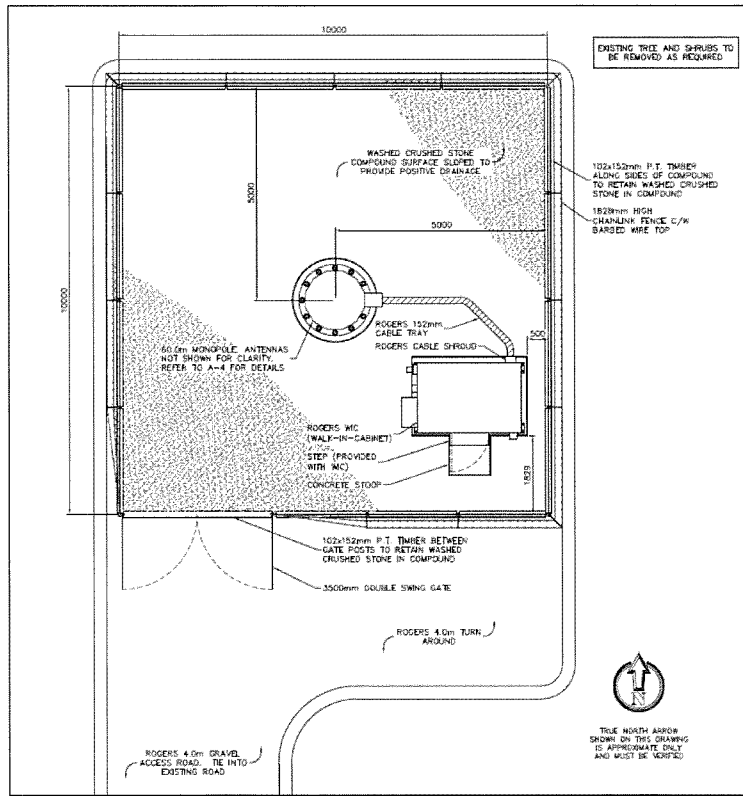 10000
EXISTING TREE AND SHRUBS TO
BE REMOVED AS REQUIRED
WASHED CRUSHED STONE
COMPOUND SURFACE SLOPED TO
PROVIDE POSITIVE DRAINAGE
102x152mm P.T. TIMBER
ALONG SIDES OF COMPOUND
TO RETAIN WASHED CRUSHED
STONE IN COMPOUND
1828mm HIGH
CHAINLINK FENCE C/W
BARBED WIRE TOP
5000
5000
10000
ROGERS 152mm
CABLE TRAY
ROGERS CABLE SHROUD
500
60.0m MONOPOLE, ANTENNAS
NOT SHOWN FOR CLARITY.
REFER TO A-4 FOR DETAILS
ROGERS WIC
(WALK-IN-CABINET)
STEP (PROVIDED
WITH WIC)
CONCRETE STOOP
1829
102x152mm P.T. TIMBER BETWEEN
GATE POSTS TO RETAIN WASHED
CRUSHED STONE IN COMPOUND
3500mm DOUBLE SWING GATE
ROGERS 4.0m TURN
AROUND
N
TRUE NORTH ARROW
SHOWN ON THIS DRAWING
IS APPROXIMATE ONLY
AND MUST BE VERIFIED
ROGERS 4.0m GRAVEL
ACCESS ROAD. TIE INTO
EXISTING ROAD